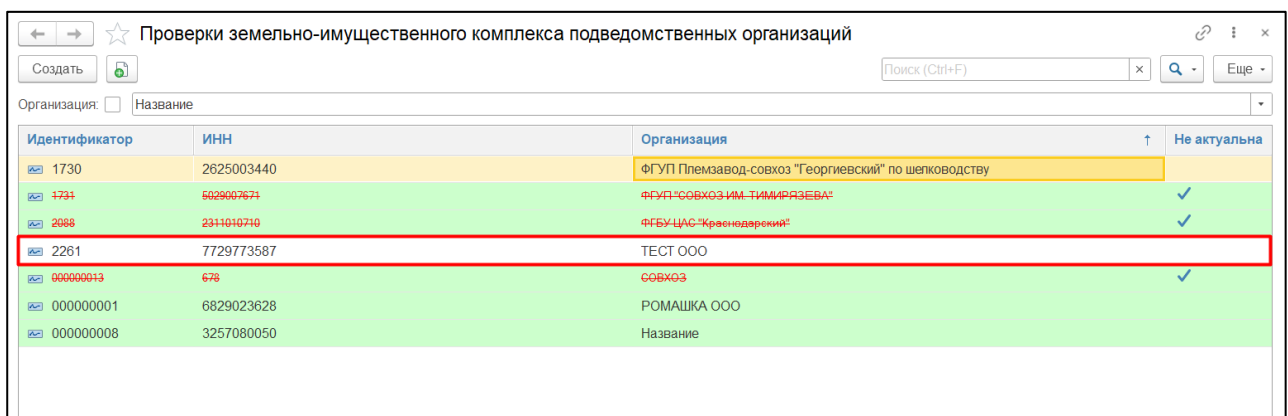 Проверки земельно-имущественного комплекса подведомственных организаций
Создать Поиск (Ctrl+F) Еще
Организация: Название
Идентификатор ИНН Организация Не актуальна
1730 2625003440 ФГУП Племзавод-совхоз "Георгиевский" по шелководству
1731 5029007671 ФГУП "СОВХОЗ ИМ. ТИМИРЯЗЕВА"
2088 2311010710 ФГБУ ЦАС "Краснодарский"
2261 7729773587 ТЕСТ ООО
000000013 678 СОВХОЗ
000000001 6829023628 РОМАШКА ООО
000000008 3257080050 Название